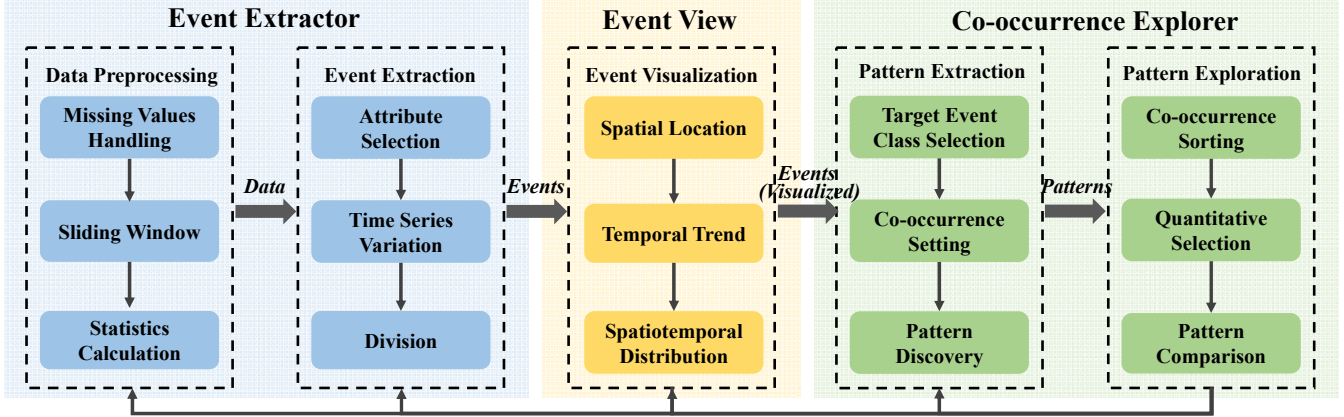 Event Extractor
Event View
Co-occurrence Explorer
Data Preprocessing
Missing Values
Handling
Sliding Window
Statistics
Calculation
Data
Event Extraction
Attribute
Selection
Time Series
Variation
Division
Events
Event Visualization
Spatial Location
Temporal Trend
Spatiotemporal
Distribution
Events
(Visualized)
Pattern Extraction
Target Event
Class Selection
Co-occurrence
Setting
Pattern
Discovery
Patterns
Pattern Exploration
Co-occurrence
Sorting
Quantitative
Selection
Pattern
Comparison